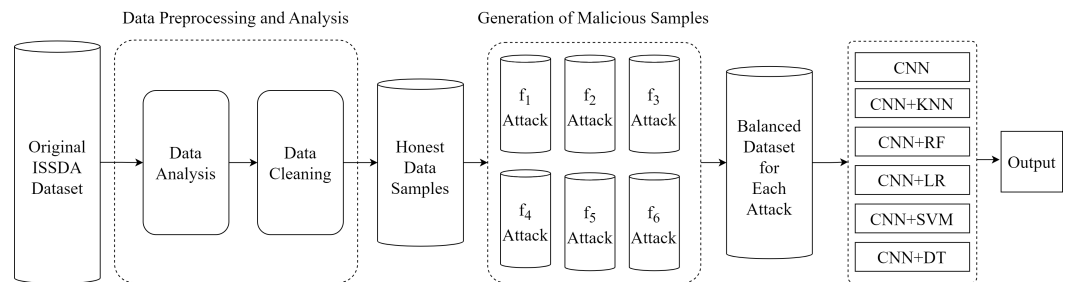 Data Preprocessing and Analysis
Generation of Malicious Samples
Original
ISSDA
Dataset
Data
Analysis
Data
Cleaning
Honest
Data
Samples
f1
Attack
f2
Attack
f3
Attack
f4
Attack
f5
Attack
f6
Attack
Balanced
Dataset
for
Each
Attack
CNN
CNN+KNN
CNN+RF
CNN+LR
CNN+SVM
CNN+DT
Output